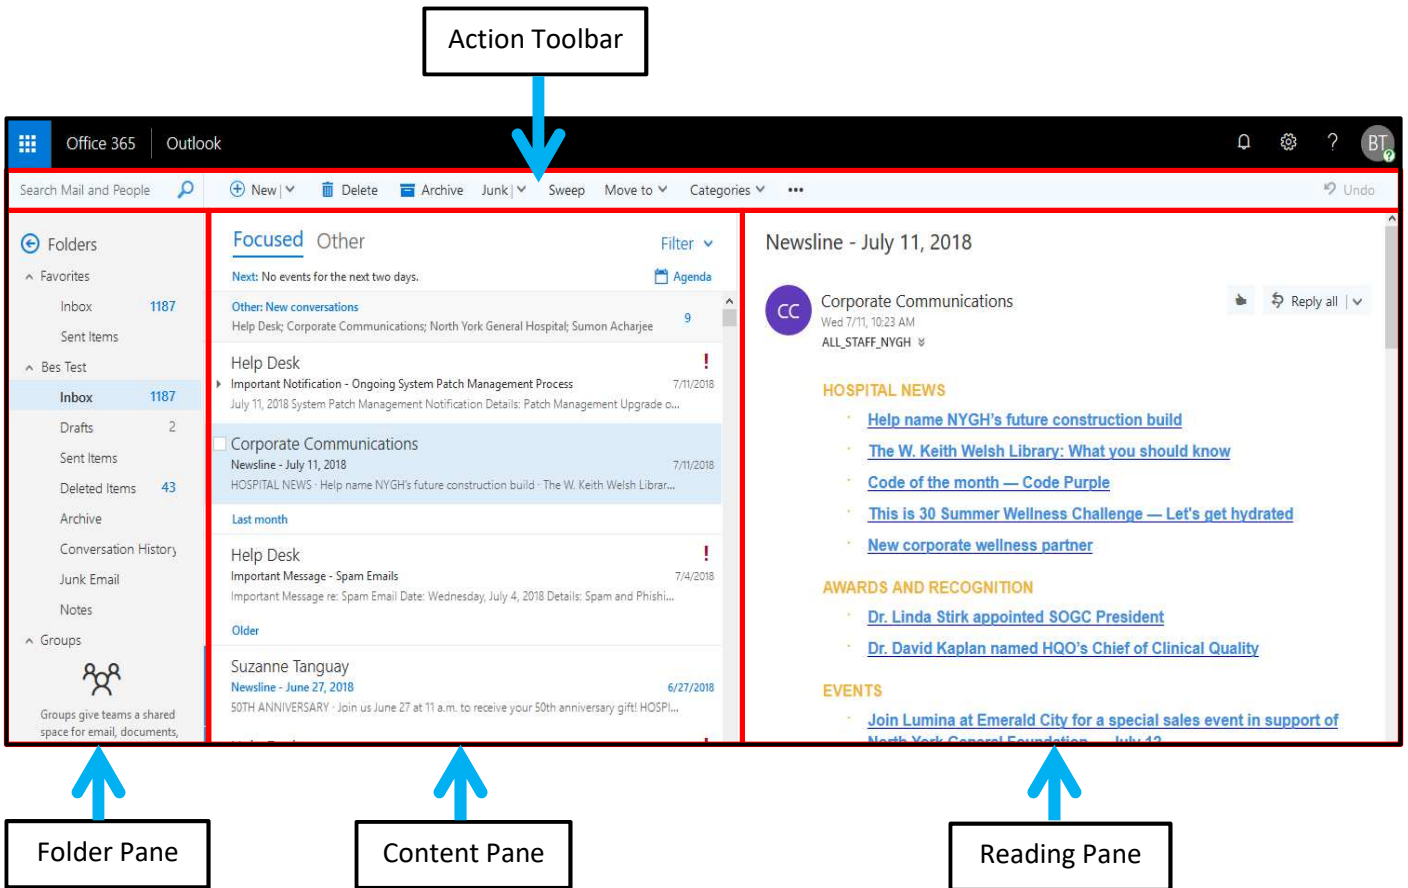 Action Toolbar
Office 365 Outlook
BT
?
Search Mail and People New Delete Archive Junk Sweep Move to Categories ••• Undo
Folders
Favorites
Inbox 1187
Sent Items
Bes Test
Inbox 1187
Drafts 2
Sent Items
Deleted Items 43
Archive
Conversation History
Junk Email
Notes
Groups
Groups give teams a shared
space for email, documents,
Focused Other Filter
Next: No events for the next two days. Agenda
Other: New conversations
Help Desk; Corporate Communications; North York General Hospital; Sumon Acharjee 9
Help Desk !
Important Notification - Ongoing System Patch Management Process 7/11/2018
July 11, 2018 System Patch Management Notification Details: Patch Management Upgrade o...
Corporate Communications
Newsline - July 11, 2018 7/11/2018
HOSPITAL NEWS · Help name NYGH's future construction build · The W. Keith Welsh Librar...
Last month
Help Desk !
Important Message - Spam Emails 7/4/2018
Important Message re: Spam Email Date: Wednesday, July 4, 2018 Details: Spam and Phishi...
Older
Suzanne Tanguay
Newsline - June 27, 2018 6/27/2018
50TH ANNIVERSARY · Join us June 27 at 11 a.m. to receive your 50th anniversary gift! HOSPI...
Newsline - July 11, 2018
CC
Corporate Communications Reply all
Wed 7/11, 10:23 AM
ALL_STAFF_NYGH
HOSPITAL NEWS
· Help name NYGH's future construction build
· The W. Keith Welsh Library: What you should know
· Code of the month — Code Purple
· This is 30 Summer Wellness Challenge — Let's get hydrated
· New corporate wellness partner
AWARDS AND RECOGNITION
· Dr. Linda Stirk appointed SOGC President
· Dr. David Kaplan named HQO's Chief of Clinical Quality
EVENTS
· Join Lumina at Emerald City for a special sales event in support of
North York General Foundation — July 12
Folder Pane
Content Pane
Reading Pane